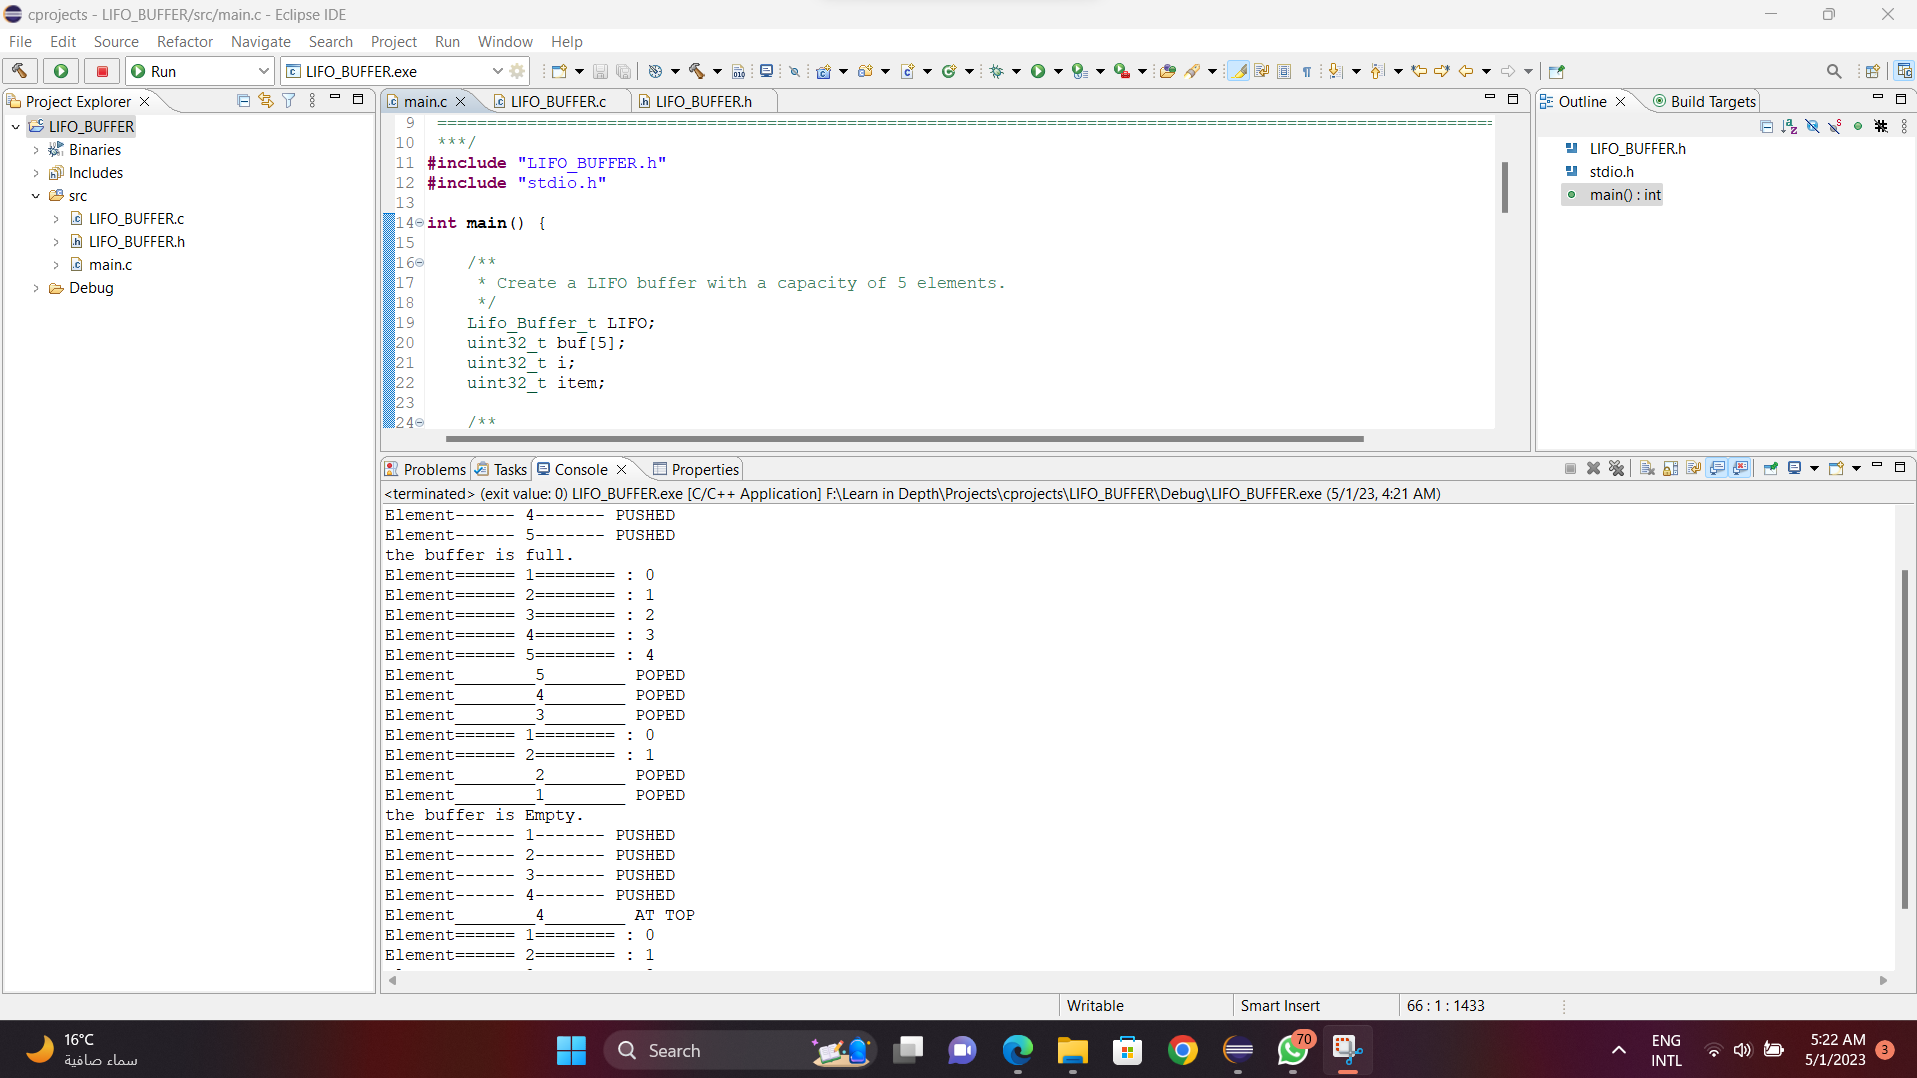 cprojects - LIFO_BUFFER/src/main.c - Eclipse IDE
File Edit Source Refactor Navigate Search Project Run Window Help
Run LIFO_BUFFER.exe
Project Explorer
LIFO_BUFFER
Binaries
Includes
src
LIFO_BUFFER.c
LIFO_BUFFER.h
main.c
Debug
main.c LIFO_BUFFER.c LIFO_BUFFER.h
9 ==========================================================================================================
10 ***/
11 #include "LIFO_BUFFER.h"
12 #include "stdio.h"
13
14 int main() {
15
16 /**
17 * Create a LIFO buffer with a capacity of 5 elements.
18 */
19 Lifo_Buffer_t LIFO;
20 uint32_t buf[5];
21 uint32_t i;
22 uint32_t item;
23
24 /**
Outline Build Targets
LIFO_BUFFER.h
stdio.h
main() : int
Problems Tasks Console Properties
<terminated> (exit value: 0) LIFO_BUFFER.exe [C/C++ Application] F:\Learn in Depth\Projects\cprojects\LIFO_BUFFER\Debug\LIFO_BUFFER.exe (5/1/23, 4:21 AM)
Element------ 4------- PUSHED
Element------ 5------- PUSHED
the buffer is full.
Element====== 1======== : 0
Element====== 2======== : 1
Element====== 3======== : 2
Element====== 4======== : 3
Element====== 5======== : 4
Element________5________ POPED
Element________4________ POPED
Element________3________ POPED
Element====== 1======== : 0
Element====== 2======== : 1
Element________2________ POPED
Element________1________ POPED
the buffer is Empty.
Element------ 1------- PUSHED
Element------ 2------- PUSHED
Element------ 3------- PUSHED
Element------ 4------- PUSHED
Element________4________ AT TOP
Element====== 1======== : 0
Element====== 2======== : 1
Writable Smart Insert 66 : 1 : 1433
16°C
سماء صافية
Search
70
ENG
INTL
5:22 AM
5/1/2023
3